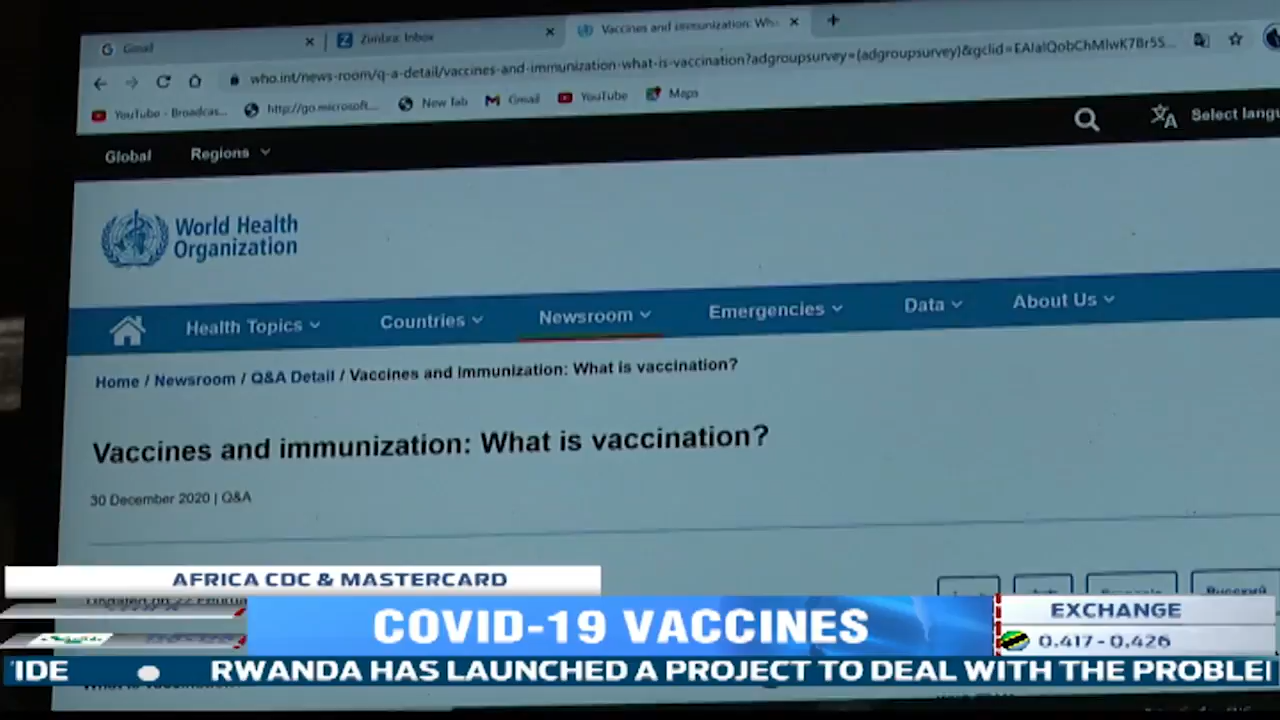 Gmail
Zimbra: Inbox
Vaccines and immunization: Wha
who.int/news-room/q-a-detail/vaccines-and-immunization-what-is-vaccination?adgroupsurvey={adgroupsurvey}&gclid=
YouTube - Broadcas...
http://go.microsoft...
New Tab
Gmail
YouTube
Maps
Global
Regions
Select langu
World Health
Organization
Health Topics
Countries
Newsroom
Emergencies
Data
About Us
Home / Newsroom / Q&A Detail / Vaccines and immunization: What is vaccination?
Vaccines and immunization: What is vaccination?
30 December 2020 | Q&A
AFRICA CDC & MASTERCARD
COVID-19 VACCINES
EXCHANGE
0.417 - 0.426
'IDE
RWANDA HAS LAUNCHED A PROJECT TO DEAL WITH THE PROBLE